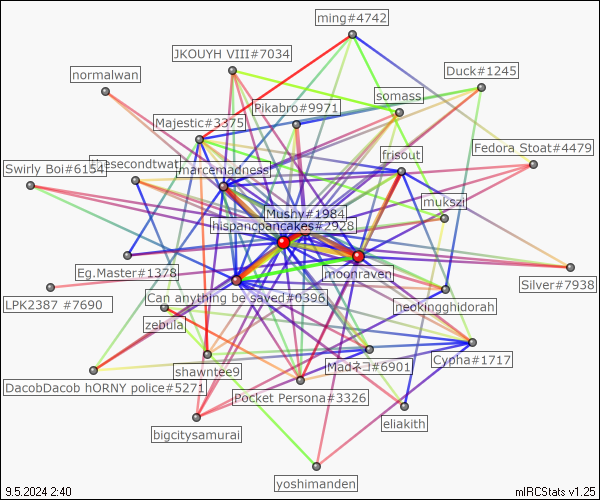 ming#4742
JKOUYH VIII#7034
normalwan
Duck#1245
somass
Pikabro#9971
Majestic#3375
frisout
Fedora Stoat#4479
Swirly Boi#6154
thesecondtwat
marcemadness
mukszi
Mushy#1984
hispancpancakes#2928
Eg.Master#1378
moonraven
Silver#7938
LPK2387 #7690
Can anything be saved#0396
neokingghidorah
zebula
Cypha#1717
shawntee9
Madネコ#6901
DacobDacob hORNY police#5271
Pocket Persona#3326
eliakith
bigcitysamurai
yoshimanden
9.5.2024 2:40
mIRCStats v1.25